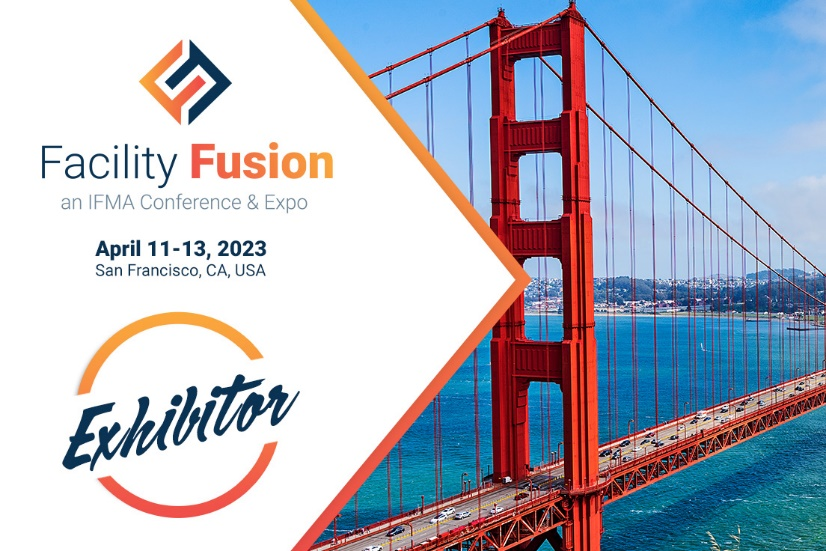 Facility Fusion
an IFMA Conference & Expo
April 11-13, 2023
San Francisco, CA, USA
Exhibitor